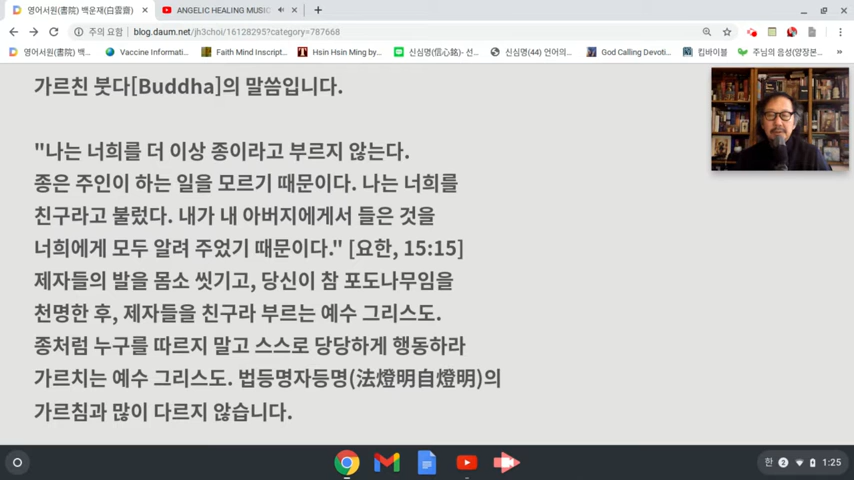 영어서원(書院) 백운재(白雲齋)
ANGELIC HEALING MUSIC
주의 요함
blog.daum.net/jh3choi/16128295?category=787668
영어서원(書院) 백
Vaccine Informati..
Faith Mind Inscript...
Hsin Hsin Ming by...
신심명(信心銘)-
신심명(44) 언어의...
God Calling Devoti...
킵바이블
주님의 음성(양장본...
가르친 붓다[Buddha]의 말씀입니다.
"나는 너희를 더 이상 종이라고 부르지 않는다.
종은 주인이 하는 일을 모르기 때문이다. 나는 너희를
친구라고 불렀다. 내가 내 아버지에게서 들은 것을
너희에게 모두 알려 주었기 때문이다." [요한, 15:15]
제자들의 발을 몸소 씻기고, 당신이 참 포도나무임을
천명한 후, 제자들을 친구라 부르는 예수 그리스도.
종처럼 누구를 따르지 말고 스스로 당당하게 행동하라
가르치는 예수 그리스도. 법등명자등명(法燈明自燈明)의
가르침과 많이 다르지 않습니다.
한 2 1:25